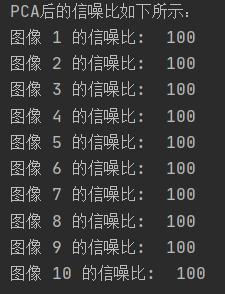 PCA后的信噪比如下所示：
图像 1 的信噪比:  100
图像 2 的信噪比:  100
图像 3 的信噪比:  100
图像 4 的信噪比:  100
图像 5 的信噪比:  100
图像 6 的信噪比:  100
图像 7 的信噪比:  100
图像 8 的信噪比:  100
图像 9 的信噪比:  100
图像 10 的信噪比:  100